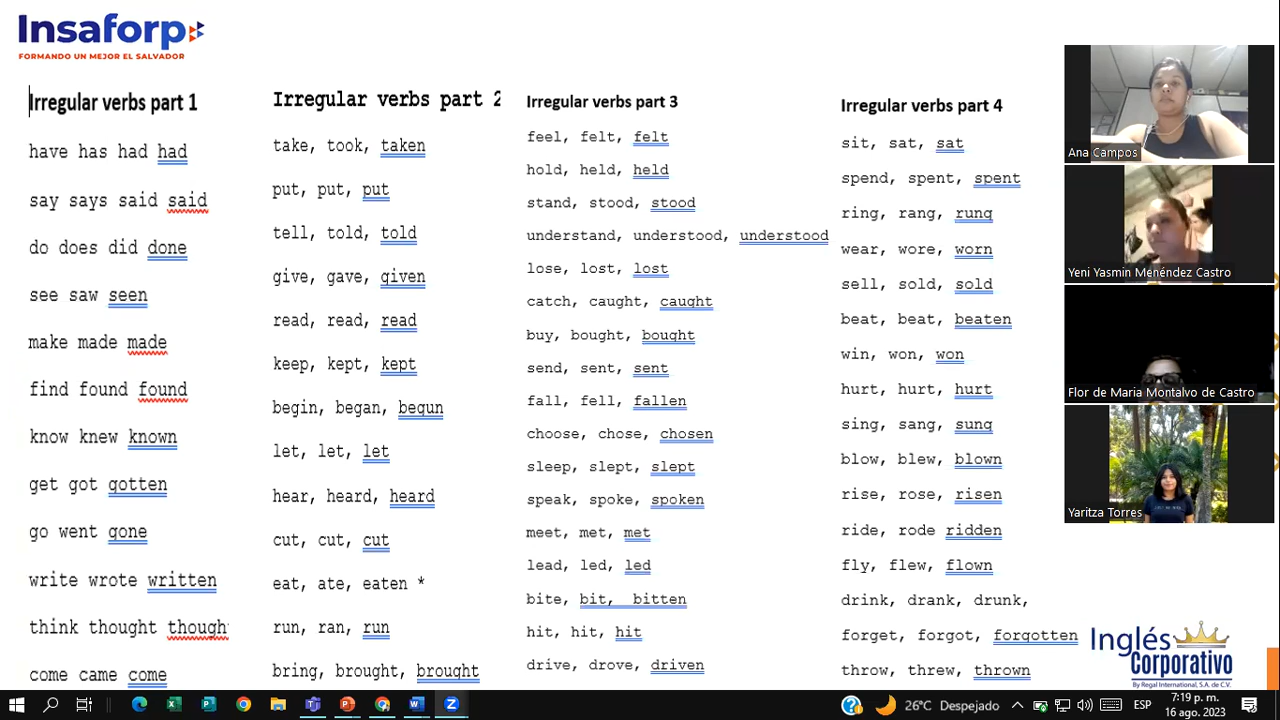 Insaforp
FORMANDO UN MEJOR EL SALVADOR
Irregular verbs part 1
have has had had
say says said said
do does did done
see saw seen
make made made
find found found
know knew known
get got gotten
go went gone
write wrote written
think thought though
come came come
Irregular verbs part 2
take, took, taken
put, put, put
tell, told, told
give, gave, given
read, read, read
keep, kept, kept
begin, began, begun
let, let, let
hear, heard, heard
cut, cut, cut
eat, ate, eaten *
run, ran, run
bring, brought, brought
Irregular verbs part 3
feel, felt, felt
hold, held, held
stand, stood, stood
understand, understood, understood
lose, lost, lost
catch, caught, caught
buy, bought, bought
send, sent, sent
fall, fell, fallen
choose, chose, chosen
sleep, slept, slept
speak, spoke, spoken
meet, met, met
lead, led, led
bite, bit, bitten
hit, hit, hit
drive, drove, driven
Irregular verbs part 4
sit, sat, sat
spend, spent, spent
ring, rang, rung
wear, wore, worn
sell, sold, sold
beat, beat, beaten
win, won, won
hurt, hurt, hurt
sing, sang, sung
blow, blew, blown
rise, rose, risen
ride, rode ridden
fly, flew, flown
drink, drank, drunk,
forget, forgot, forgotten
throw, threw, thrown
Ana Campos
Yeni Yasmin Menéndez Castro
Flor de Maria Montalvo de Castro
Yaritza Torres
Inglés
Corporativo
By Regal International, S.A. de C.V.
26°C Despejado
ESP
7:19 p. m.
16 ago. 2023